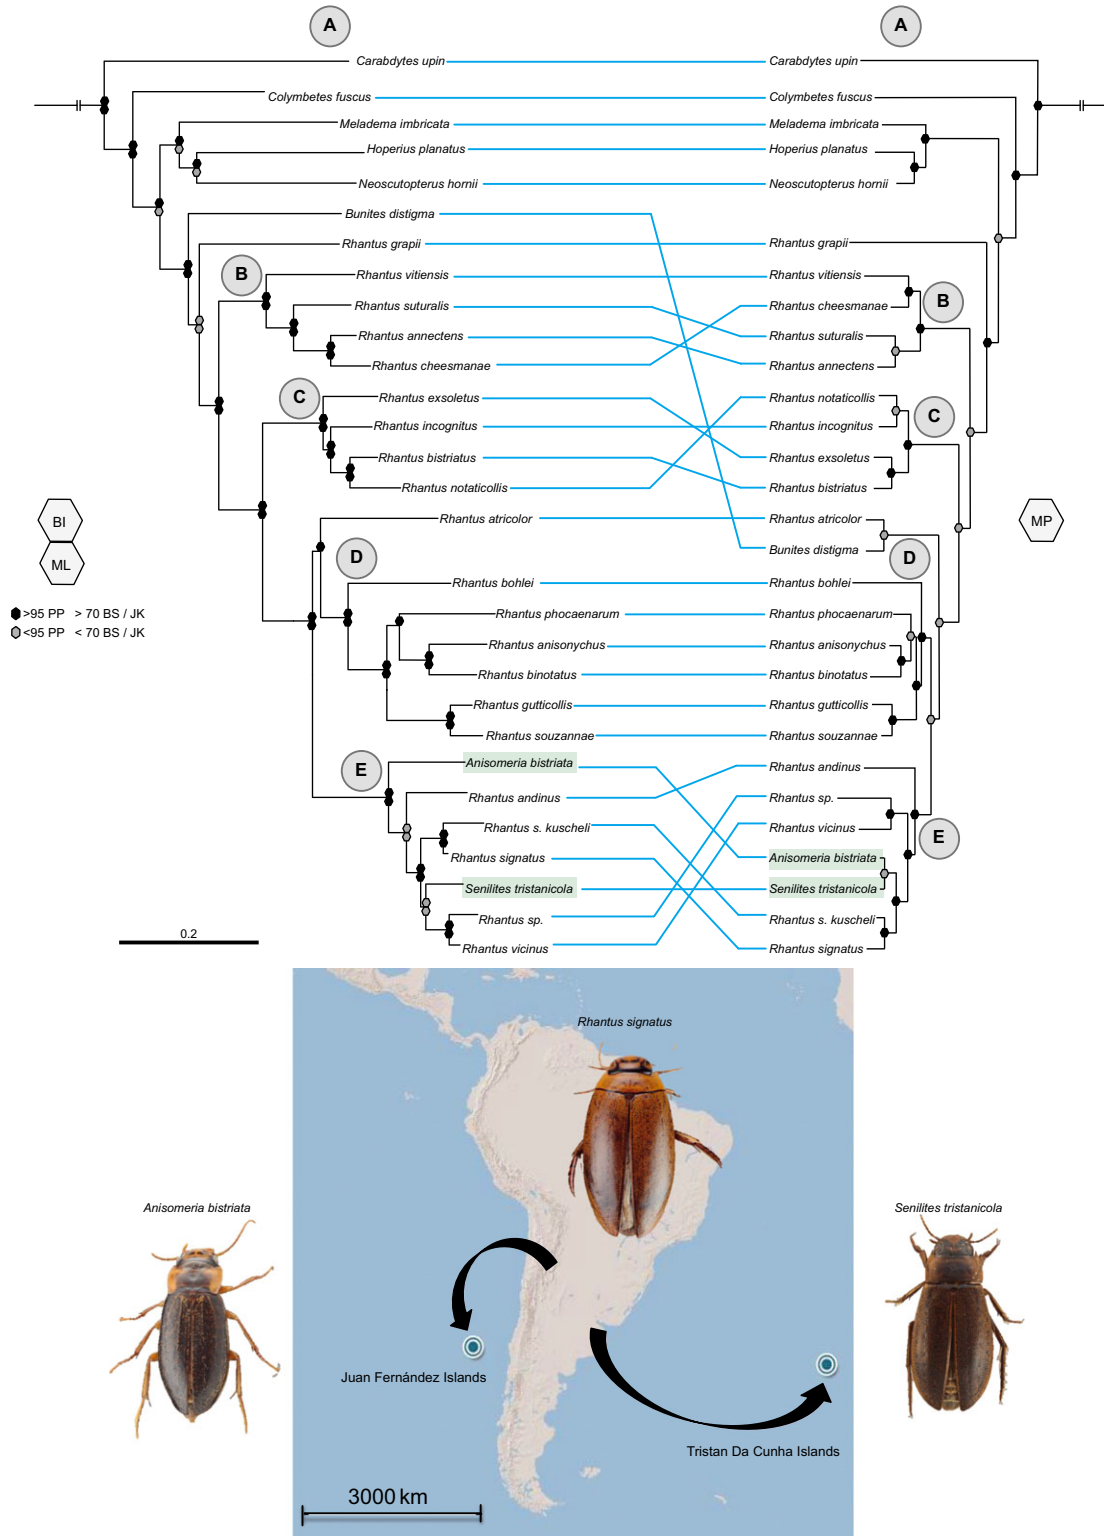 A
A
Carabdytes upin
Carabdytes upin
Colymbetes fuscus
Colymbetes fuscus
Meladema imbricata
Meladema imbricata
Hoperius planatus
Hoperius planatus
Neoscutopterus hornii
Neoscutopterus hornii
Bunites distigma
Rhantus grapii
Rhantus grapii
B
Rhantus vitiensis
Rhantus vitiensis
B
Rhantus suturalis
Rhantus cheesmanae
Rhantus annectens
Rhantus suturalis
Rhantus cheesmanae
Rhantus annectens
C
Rhantus exsoletus
Rhantus notaticollis
C
Rhantus incognitus
Rhantus incognitus
Rhantus bistriatus
Rhantus exsoletus
Rhantus notaticollis
Rhantus bistriatus
BI
ML
MP
Rhantus atricolor
Rhantus atricolor
D
Bunites distigma
D
Rhantus bohlei
Rhantus bohlei
>95 PP > 70 BS / JK
<95 PP < 70 BS / JK
Rhantus phocaenarum
Rhantus phocaenarum
Rhantus anisonychus
Rhantus anisonychus
Rhantus binotatus
Rhantus binotatus
Rhantus gutticollis
Rhantus gutticollis
Rhantus souzannae
Rhantus souzannae
E
Anisomeria bistriata
Rhantus andinus
Rhantus andinus
Rhantus sp.
Rhantus s. kuscheli
Rhantus vicinus
E
Rhantus signatus
Anisomeria bistriata
Senilites tristanicola
Senilites tristanicola
Rhantus sp.
Rhantus s. kuscheli
Rhantus vicinus
Rhantus signatus
0.2
Rhantus signatus
Anisomeria bistriata
Senilites tristanicola
Juan Fernández Islands
Tristan Da Cunha Islands
3000 km